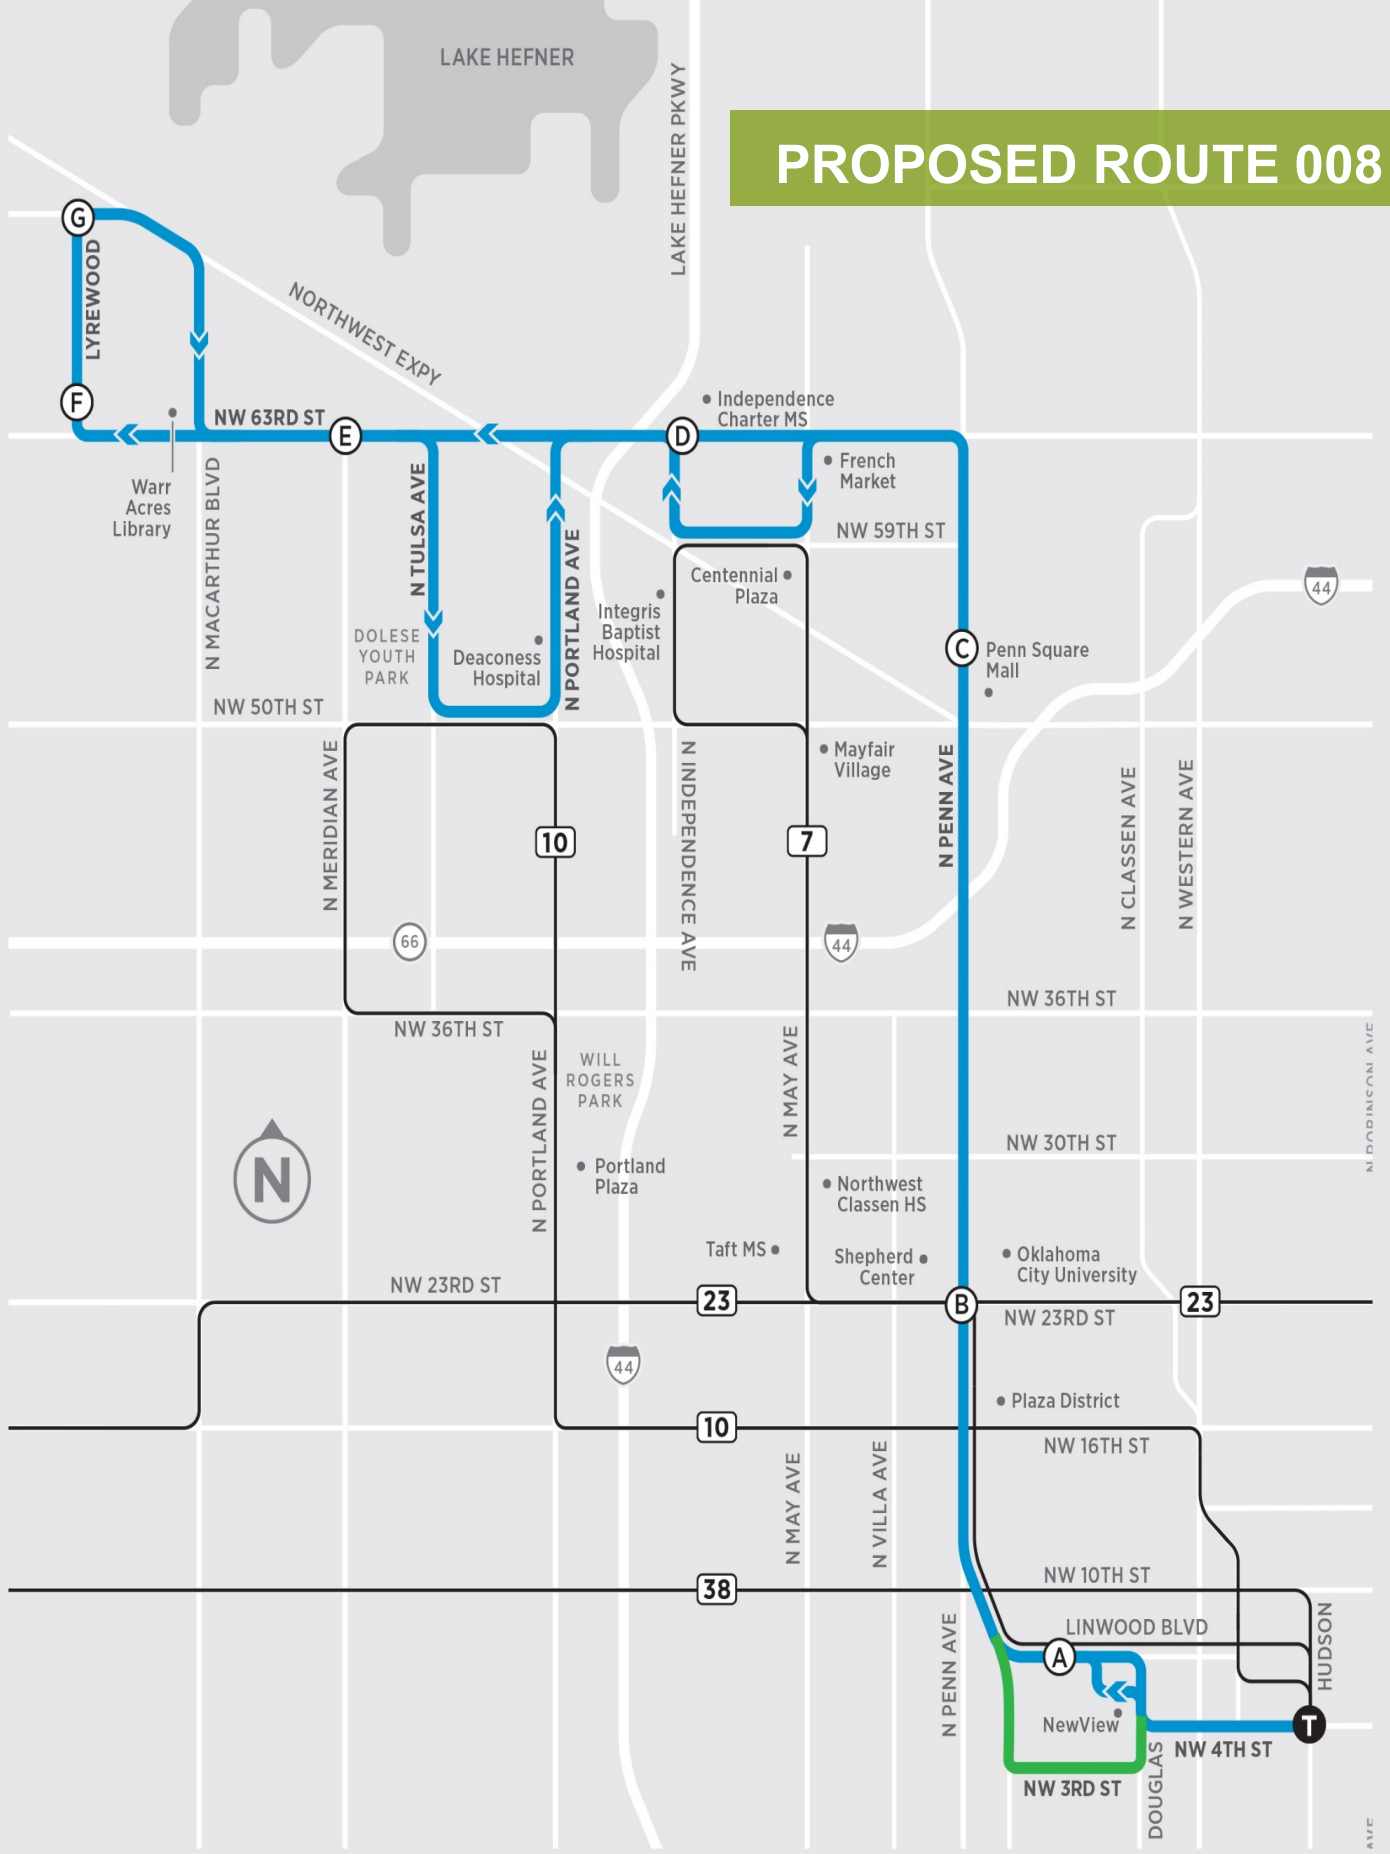 LAKE HEFNER
LAKE HEFNER PKWY
PROPOSED ROUTE 008
G
LYREWOOD
NORTHWEST EXPY
F
NW 63RD ST
E
D
Independence
Charter MS
French
Market
Warr
Acres
Library
N MACARTHUR BLVD
N TULSA AVE
N PORTLAND AVE
NW 59TH ST
Centennial
Plaza
44
Integris
Baptist
Hospital
DOLESE
YOUTH
PARK
Deaconess
Hospital
C
Penn Square
Mall
NW 50TH ST
N MERIDIAN AVE
N INDEPENDENCE AVE
Mayfair
Village
N PENN AVE
N CLASSEN AVE
N WESTERN AVE
10
7
66
44
NW 36TH ST
NW 36TH ST
N PORTLAND AVE
WILL
ROGERS
PARK
N MAY AVE
N ROBINSON AVE
NW 30TH ST
N
Portland
Plaza
Northwest
Classen HS
Taft MS
Shepherd
Center
Oklahoma
City University
NW 23RD ST
23
B
23
NW 23RD ST
44
Plaza District
10
NW 16TH ST
N MAY AVE
N VILLA AVE
38
NW 10TH ST
N PENN AVE
LINWOOD BLVD
HUDSON
A
NewView
T
NW 4TH ST
NW 3RD ST
DOUGLAS
AVE